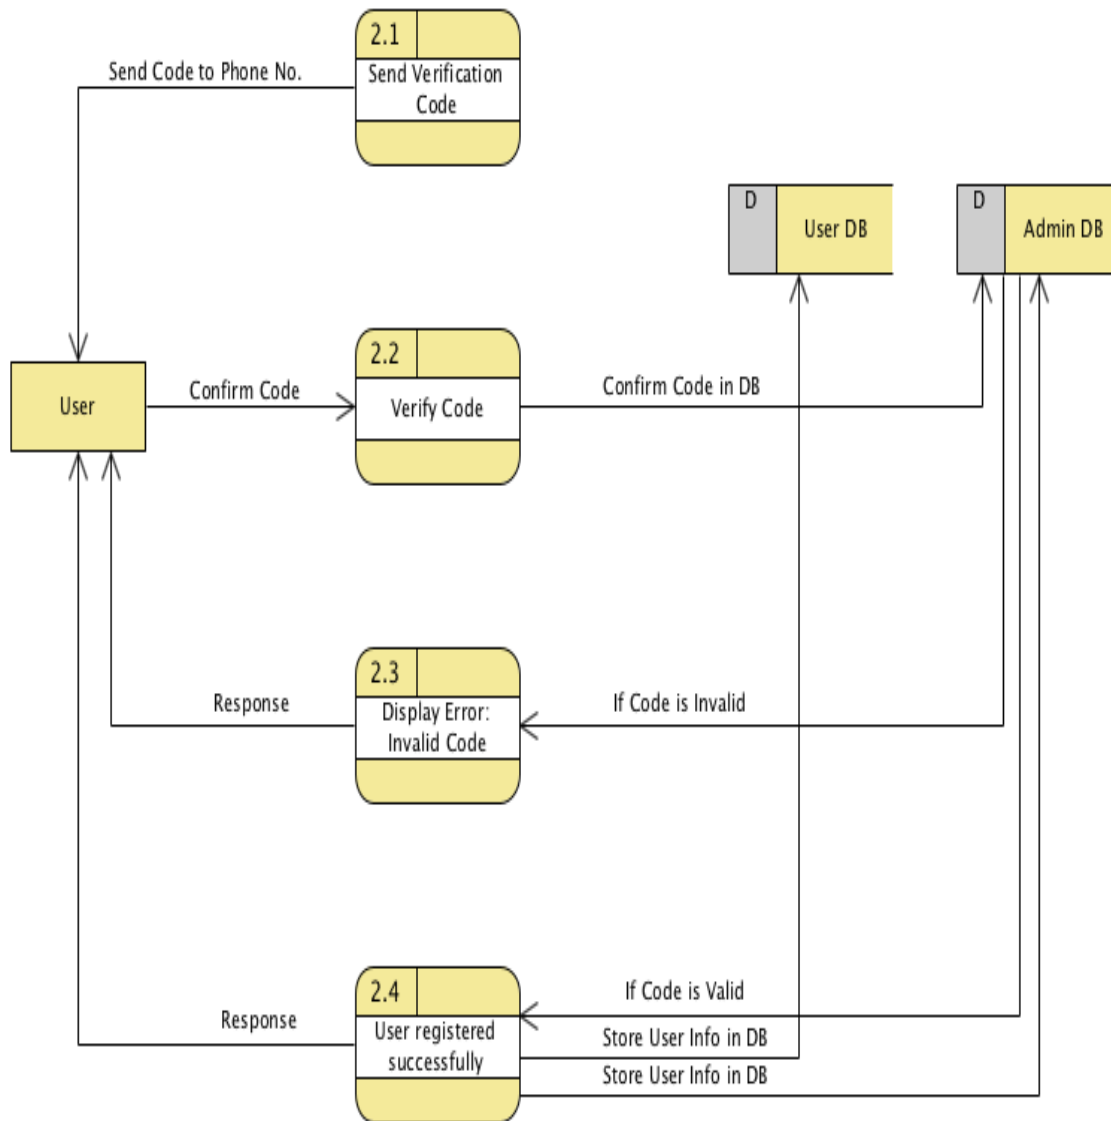 2.1
Send Code to Phone No.
Send Verification
Code
D
User DB
D
Admin DB
2.2
User
Confirm Code
Verify Code
Confirm Code in DB
2.3
Response
Display Error:
Invalid Code
If Code is Invalid
2.4
Response
User registered
successfully
If Code is Valid
Store User Info in DB
Store User Info in DB